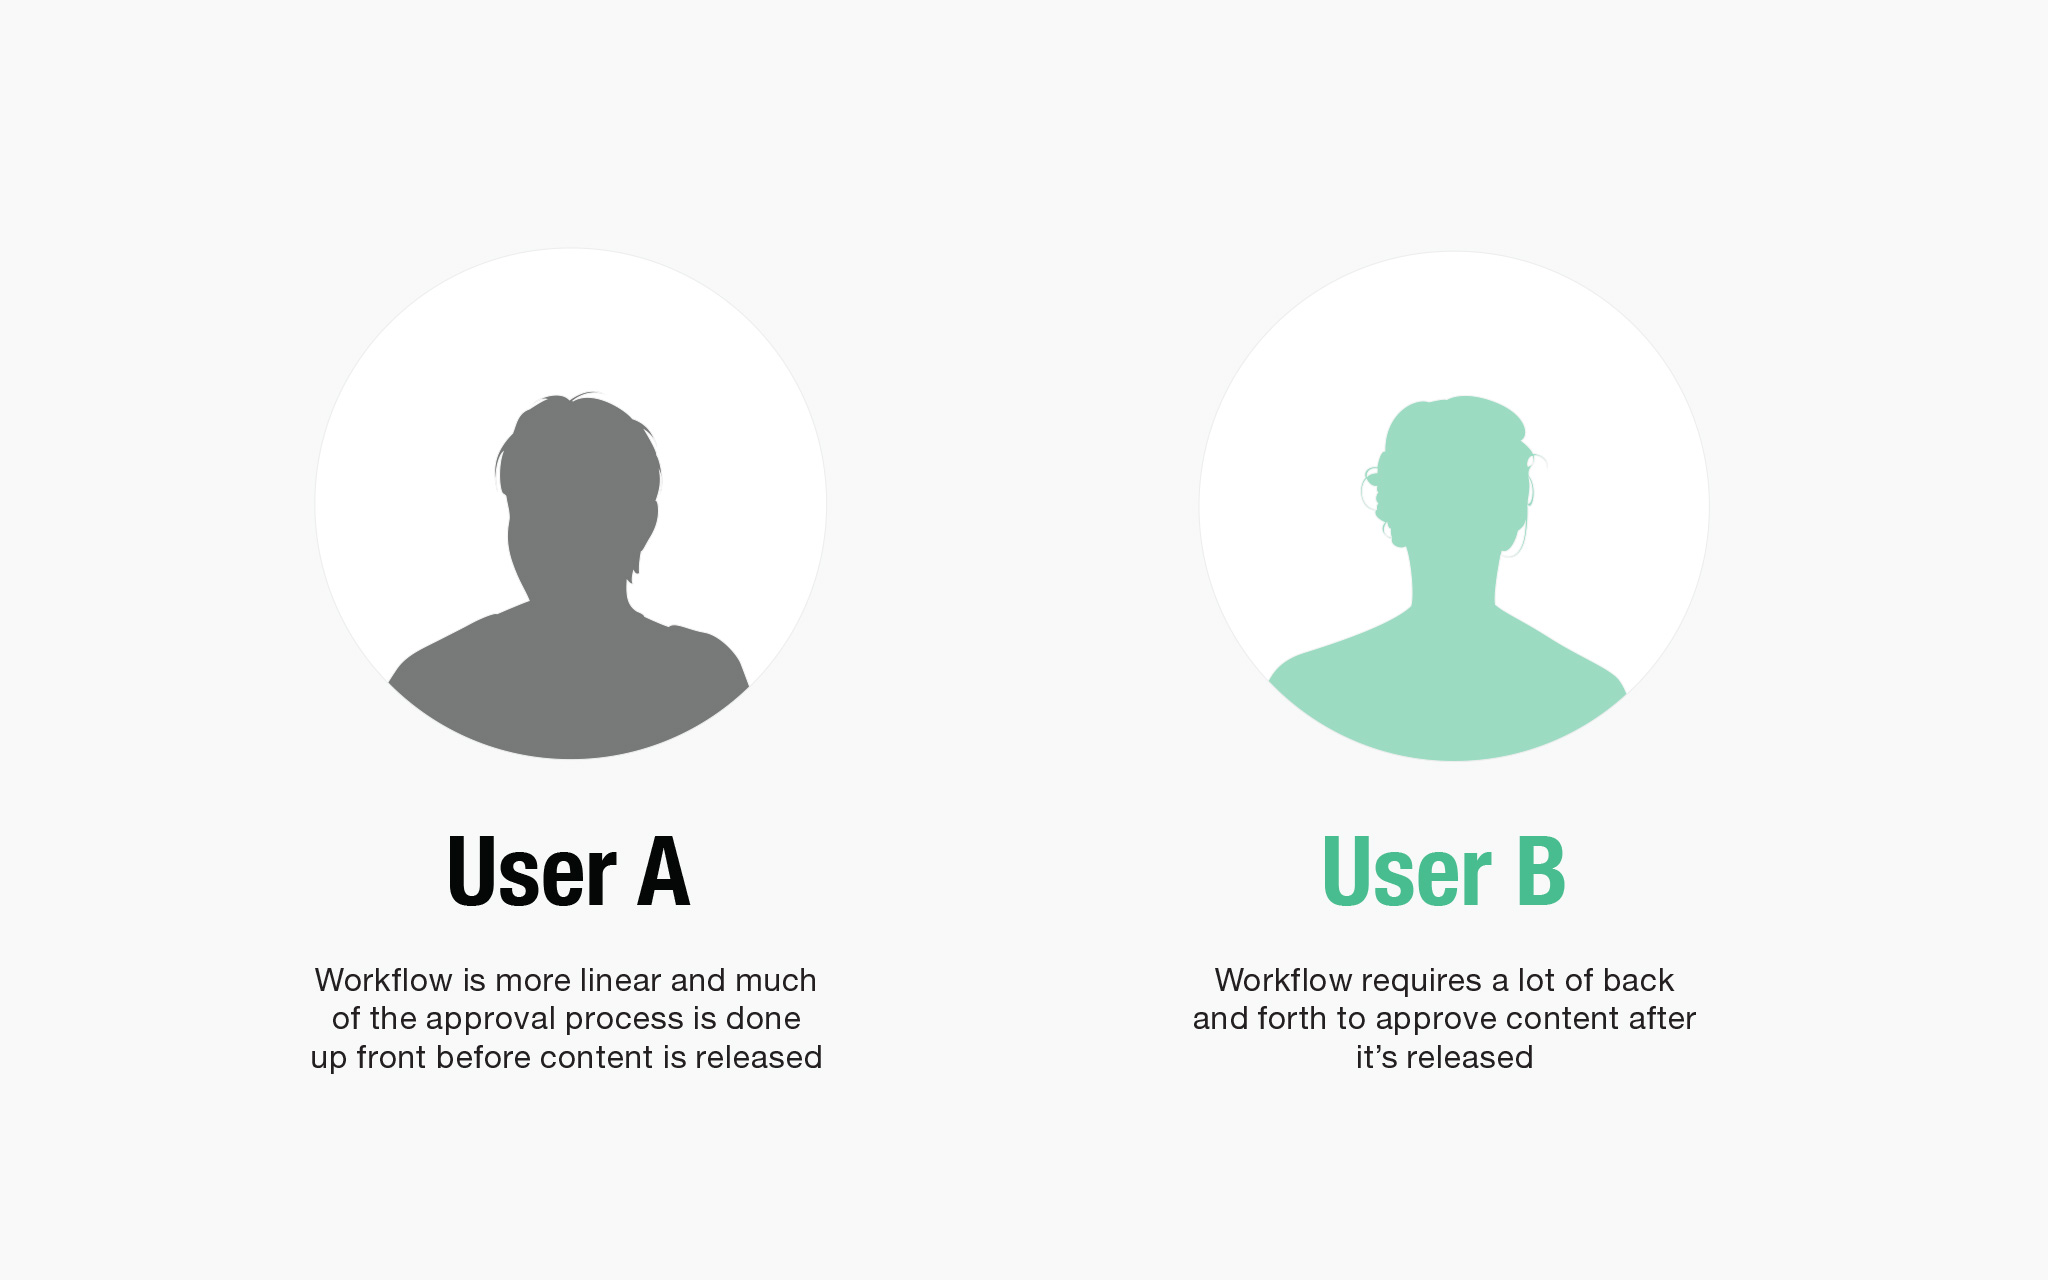 User A
Workflow is more linear and much
of the approval process is done
up front before content is released
User B
Workflow requires a lot of back
and forth to approve content after
it’s released